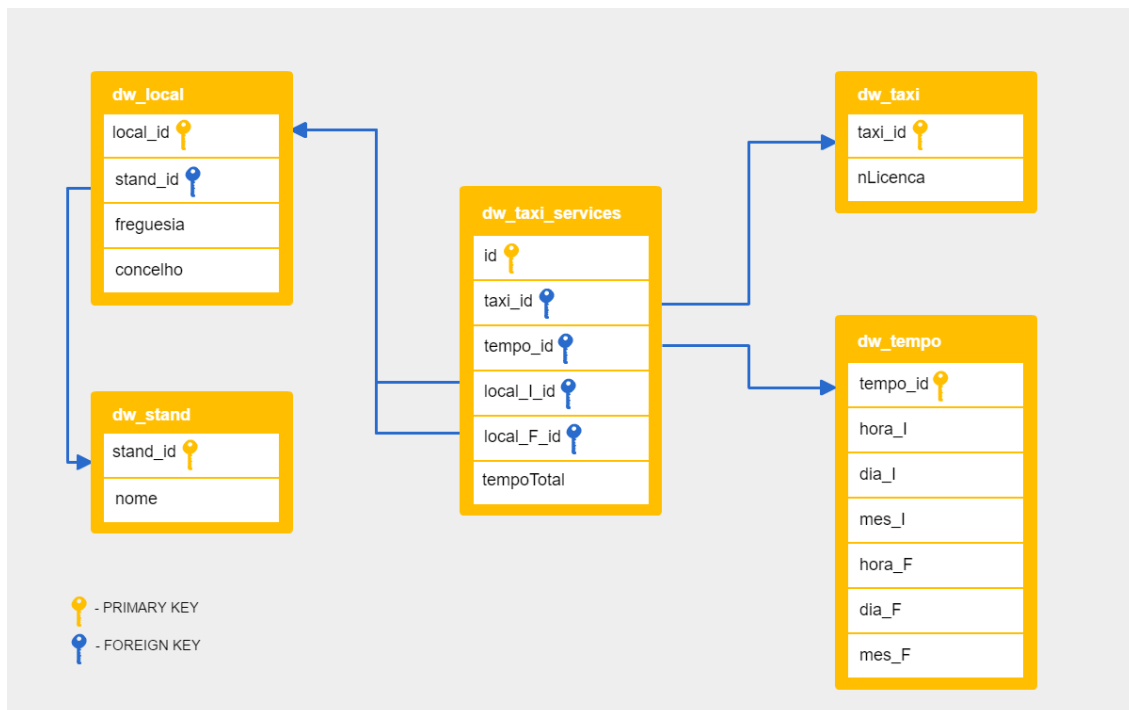 dw_local
local_id
stand_id
freguesia
concelho
dw_stand
stand_id
nome
dw_taxi_services
id
taxi_id
tempo_id
local_I_id
local_F_id
tempoTotal
dw_taxi
taxi_id
nLicenca
dw_tempo
tempo_id
hora_I
dia_I
mes_I
hora_F
dia_F
mes_F
- PRIMARY KEY
- FOREIGN KEY